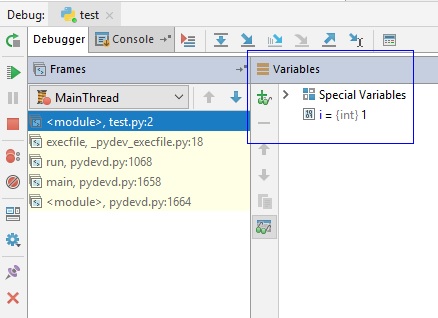 Debug: test
Debugger Console
Frames
Variables
MainThread
Special Variables
i = {int} 1
<module>, test.py:2
execfile, _pydev_execfile.py:18
run, pydevd.py:1068
main, pydevd.py:1658
<module>, pydevd.py:1664